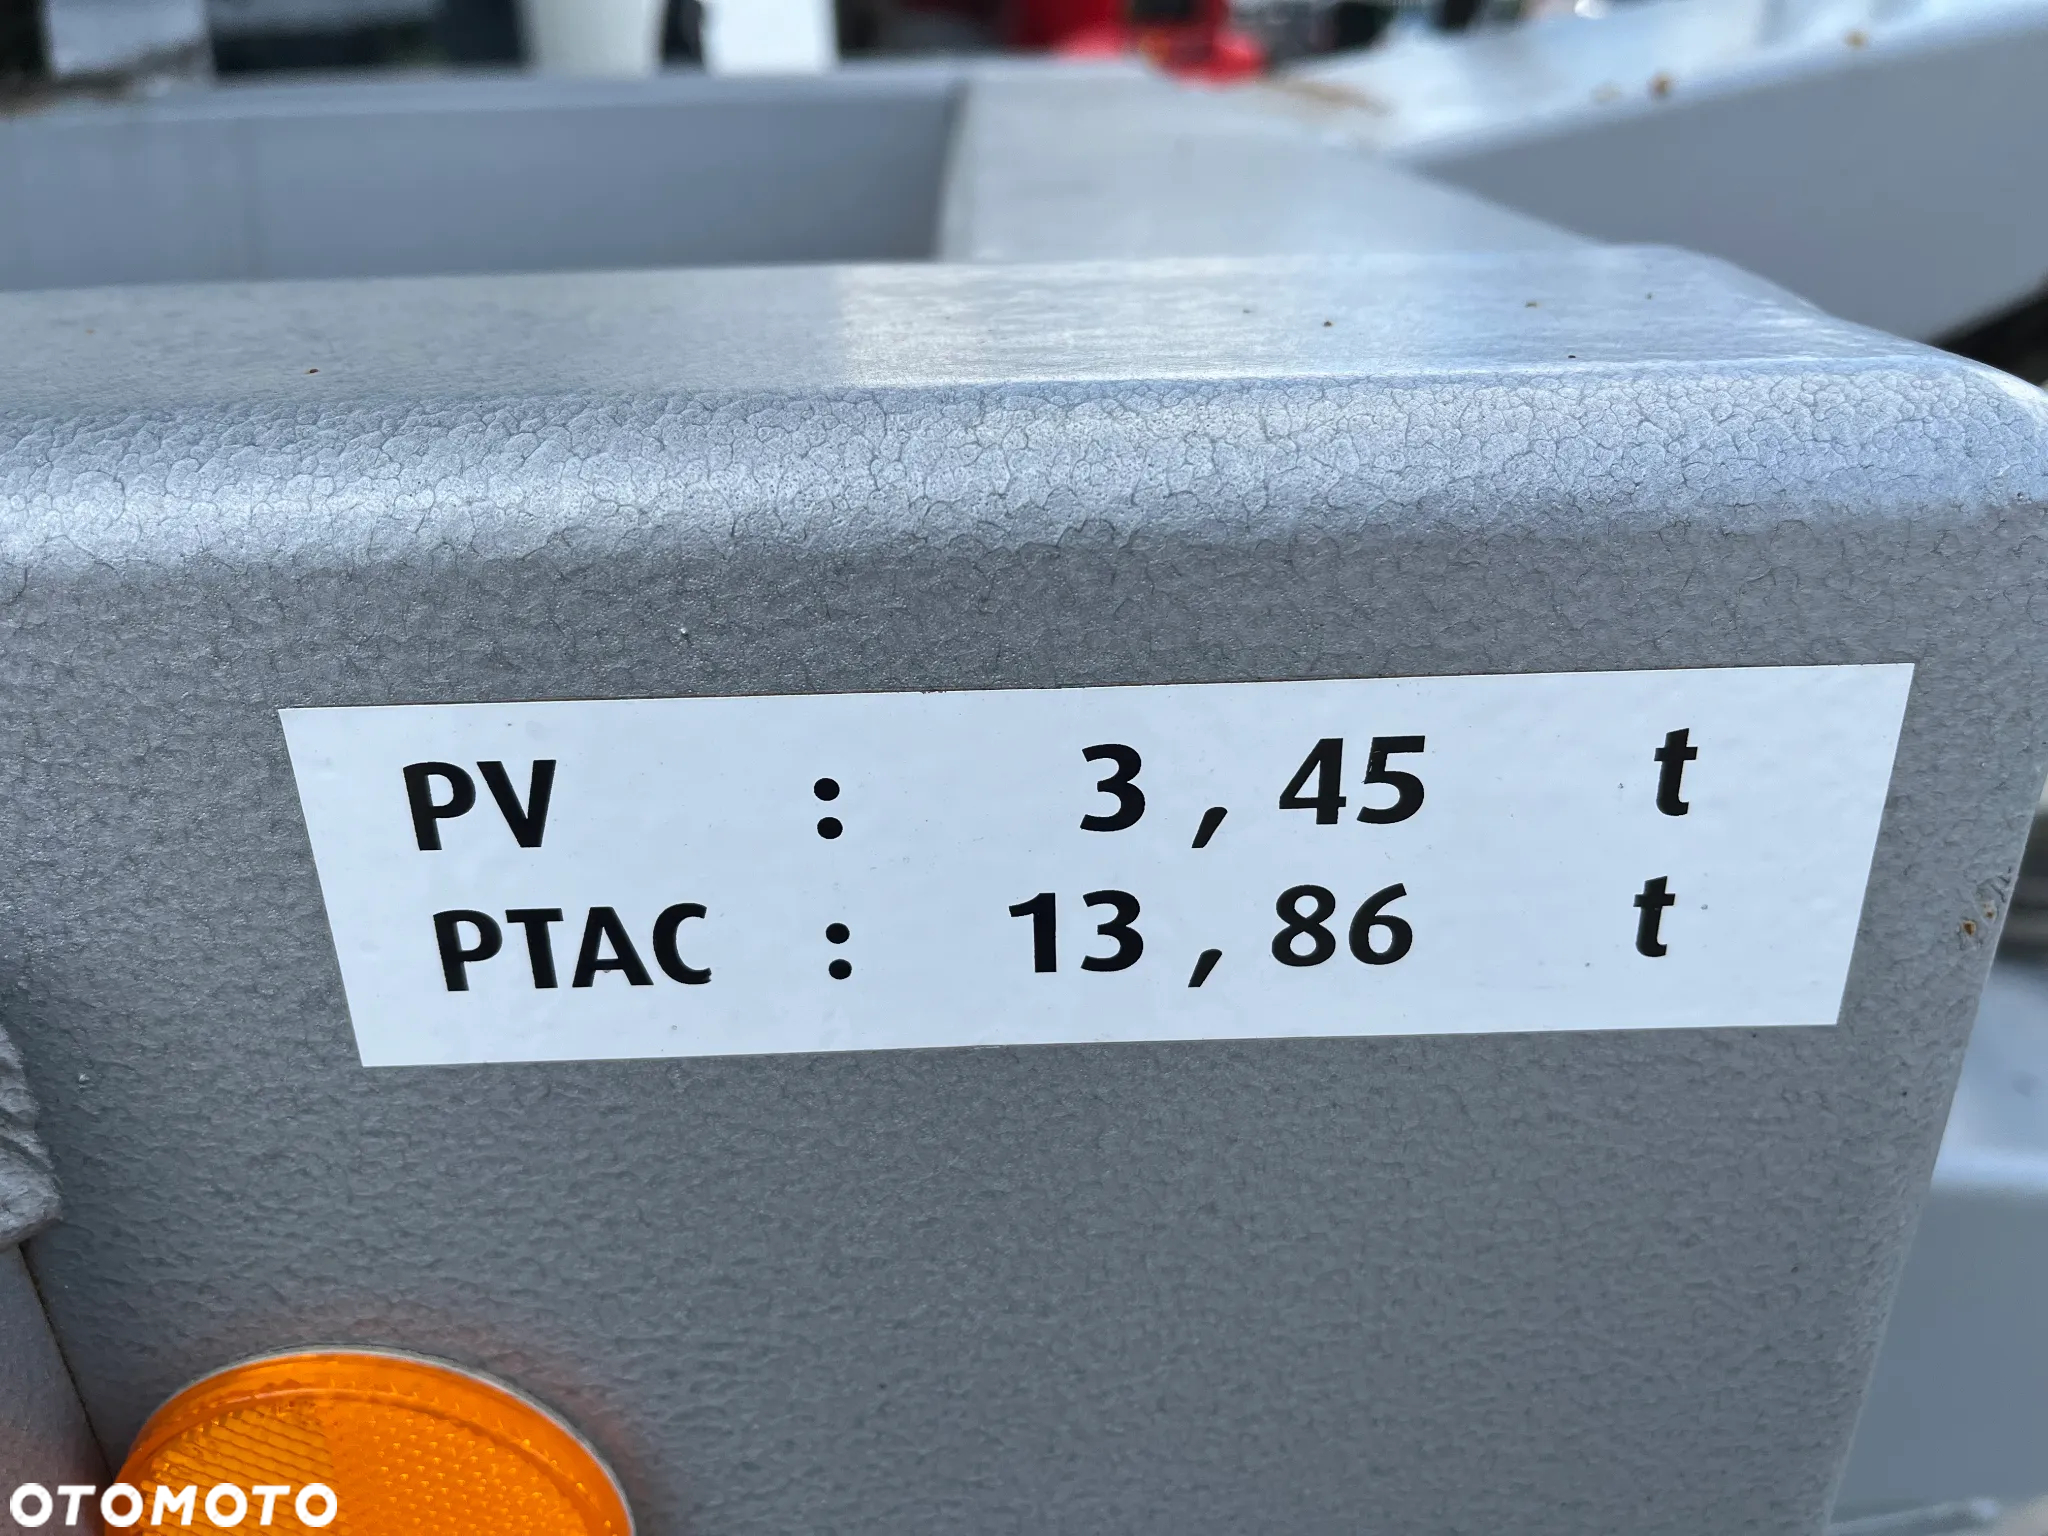 PV : 3,45 t
PTAC : 13,86 t
OTOMOTO